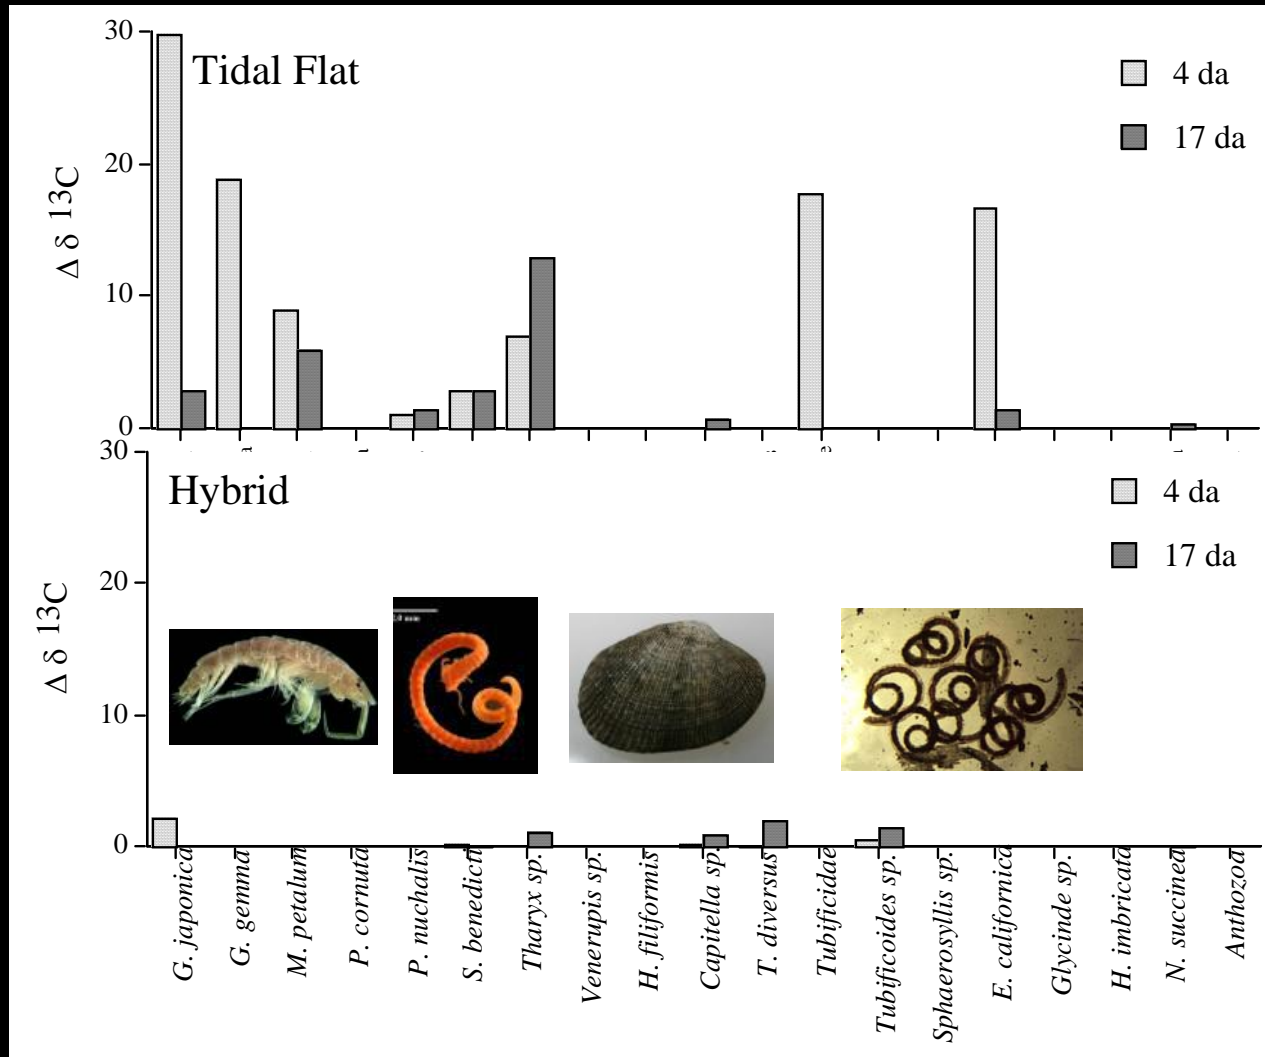 30
Tidal Flat
4 da
17 da
20
Δ δ 13C
10
0
30
Hybrid
4 da
17 da
20
Δ δ 13C
10
0
G. japonica
G. gemma
M. petalum
P. cornuta
P. nuchalis
S. benedicti
Tharyx sp.
Venerupis sp.
H. filiformis
Capitella sp.
T. diversus
Tubificidae
Tubificoides sp.
Sphaerosyllis sp.
E. californica
Glycinde sp.
H. imbricata
N. succinea
Anthozoa